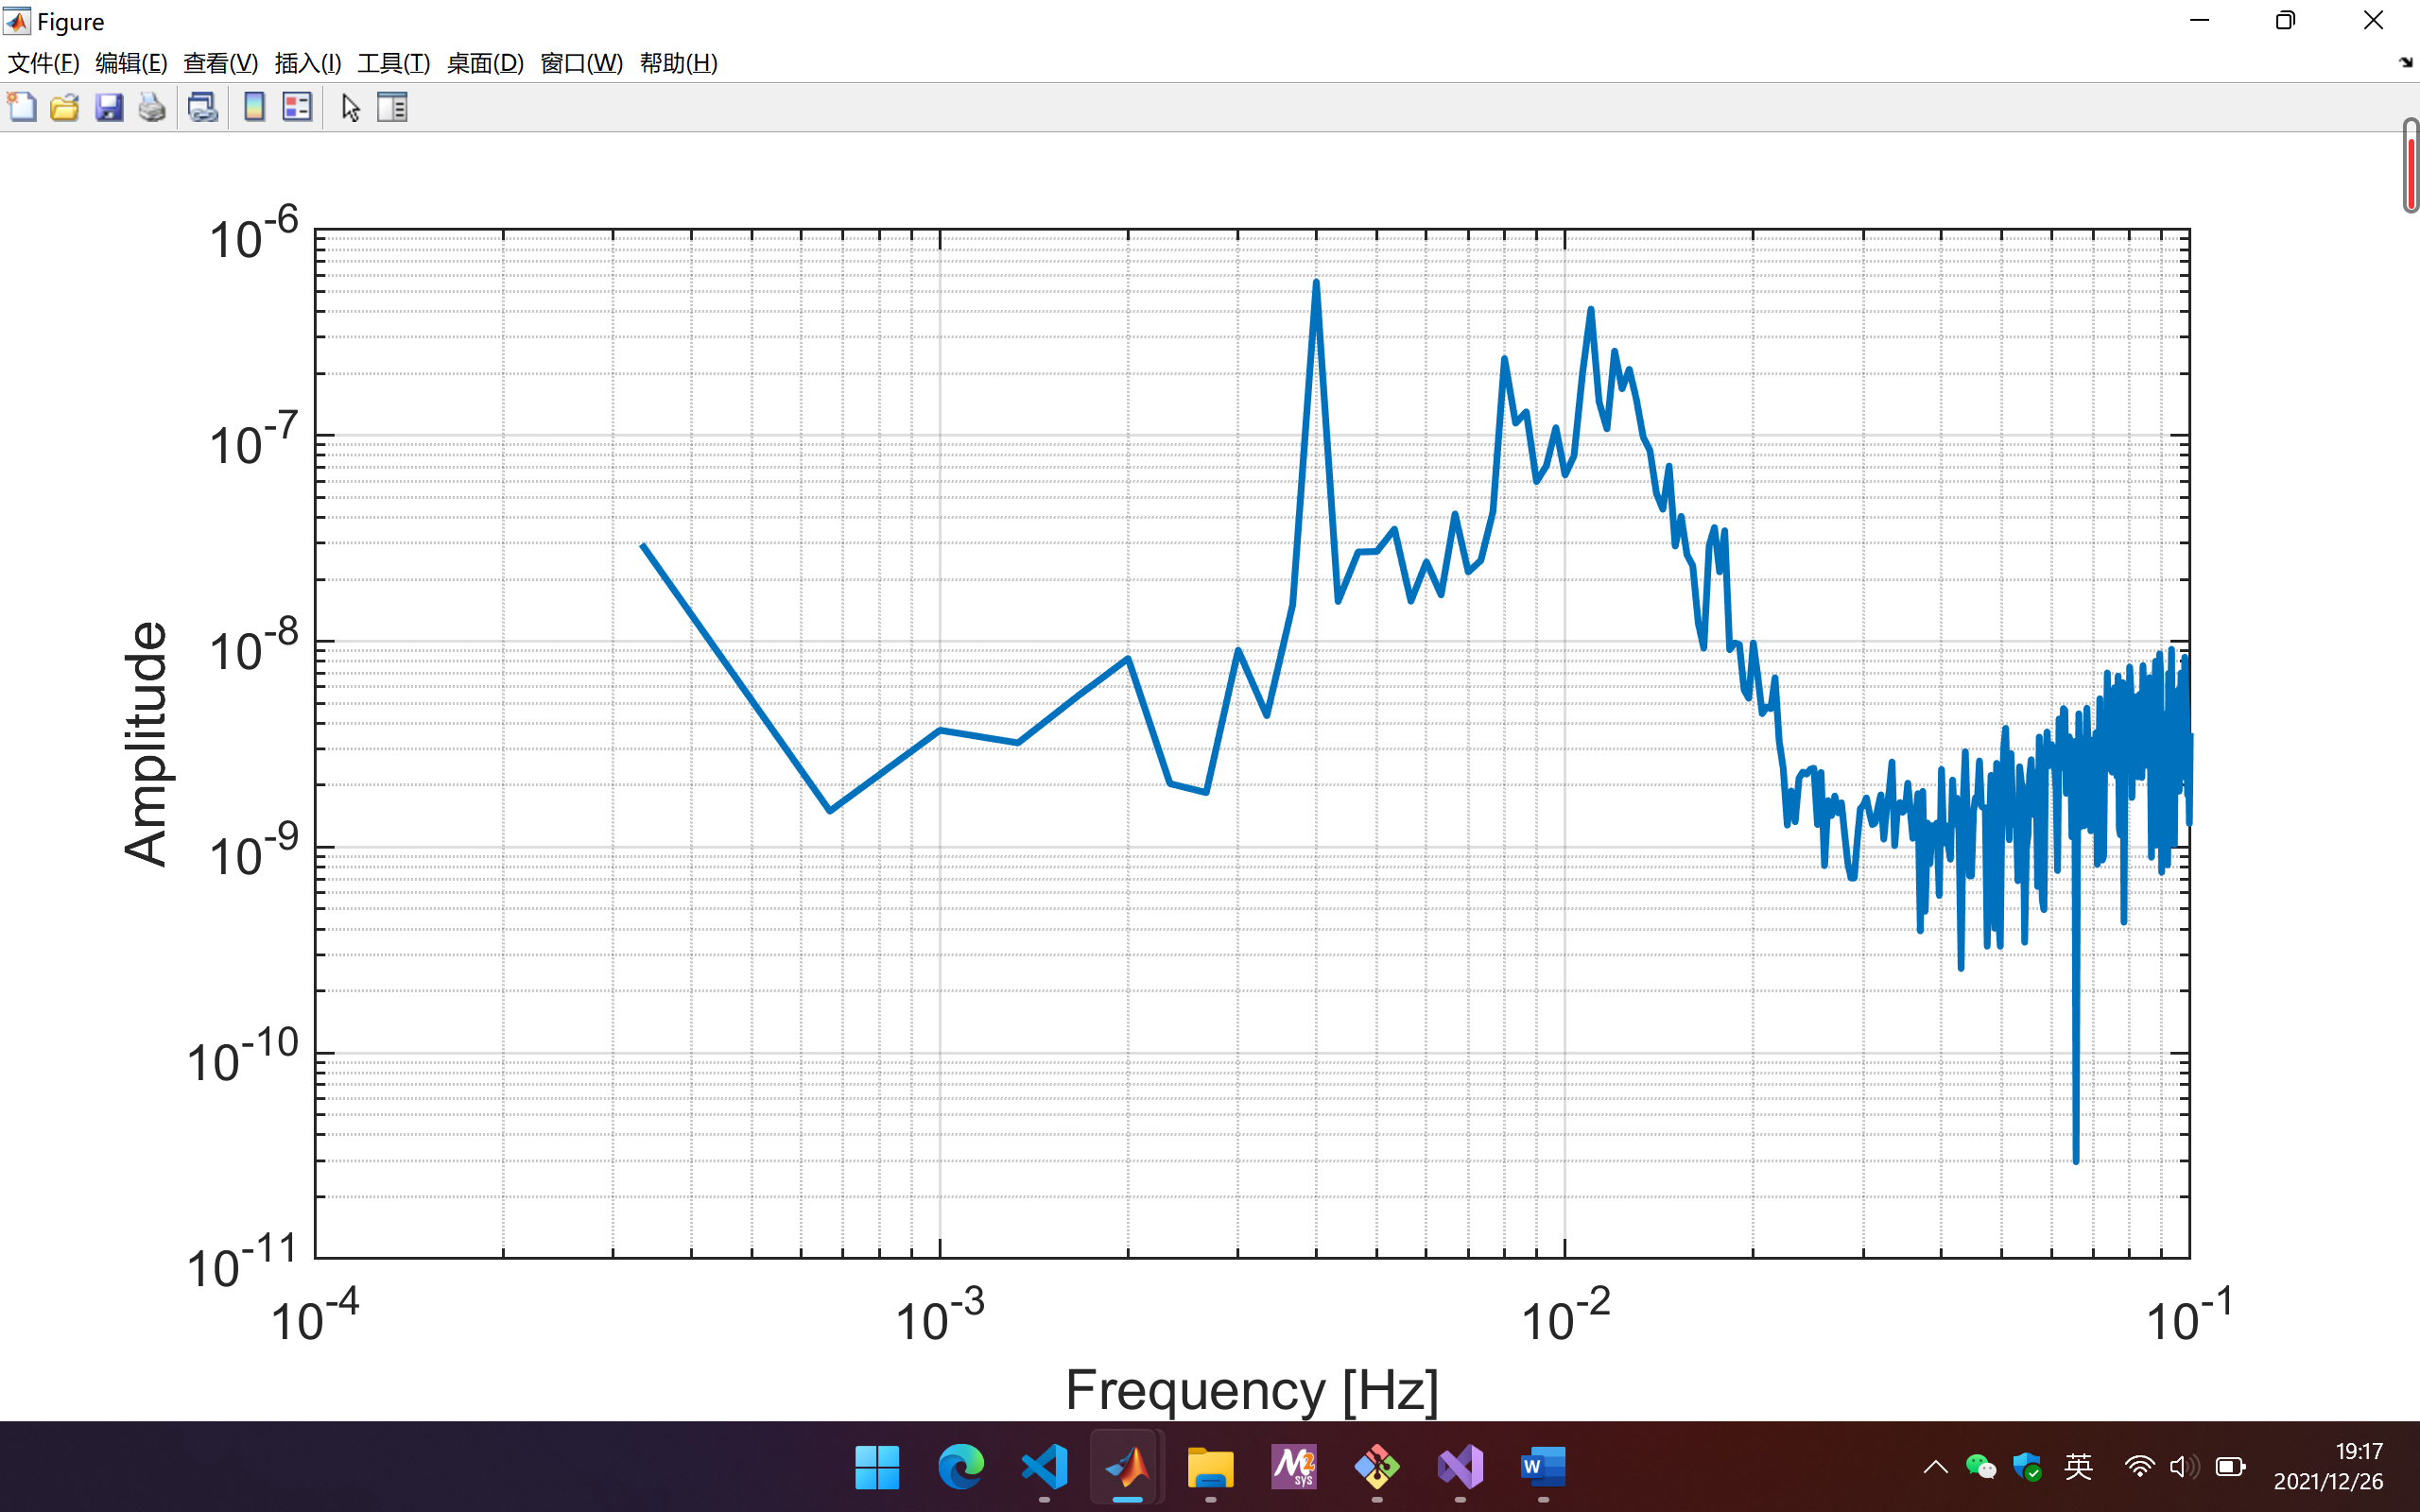 Figure
文件(F) 编辑(E) 查看(V) 插入(I) 工具(T) 桌面(D) 窗口(W) 帮助(H)
10^-6
10^-7
10^-8
10^-9
10^-10
10^-11
Amplitude
10^-4 10^-3 10^-2 10^-1
Frequency [Hz]
M2 sys
W
英
19:17
2021/12/26